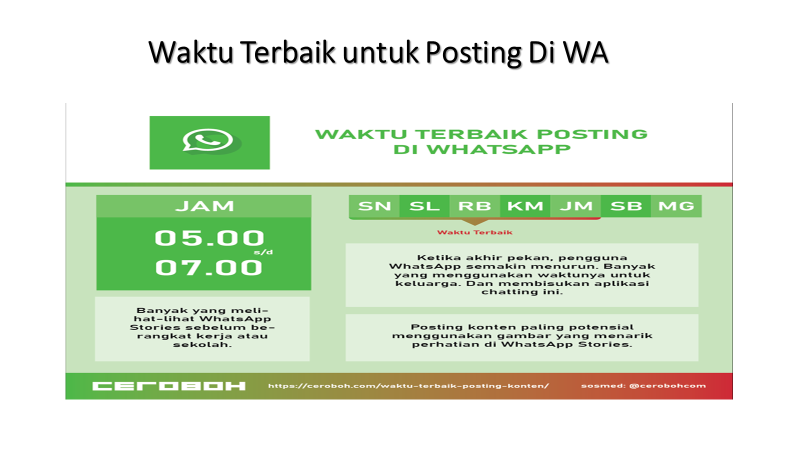 Waktu Terbaik untuk Posting Di WA
WAKTU TERBAIK POSTING
DI WHATSAPP
JAM
05.00
s/d
07.00
Banyak yang meli-
hat-lihat WhatsApp
Stories sebelum be-
rangkat kerja atau
sekolah.
SN SL RB KM JM SB MG
Waktu Terbaik
Ketika akhir pekan, pengguna
WhatsApp semakin menurun. Banyak
yang menggunakan waktunya untuk
keluarga. Dan membisukan aplikasi
chatting ini.
Posting konten paling potensial
menggunakan gambar yang menarik
perhatian di WhatsApp Stories.
CEROBOH https://ceroboh.com/waktu-terbaik-posting-konten/ sosmed: @cerobohcom